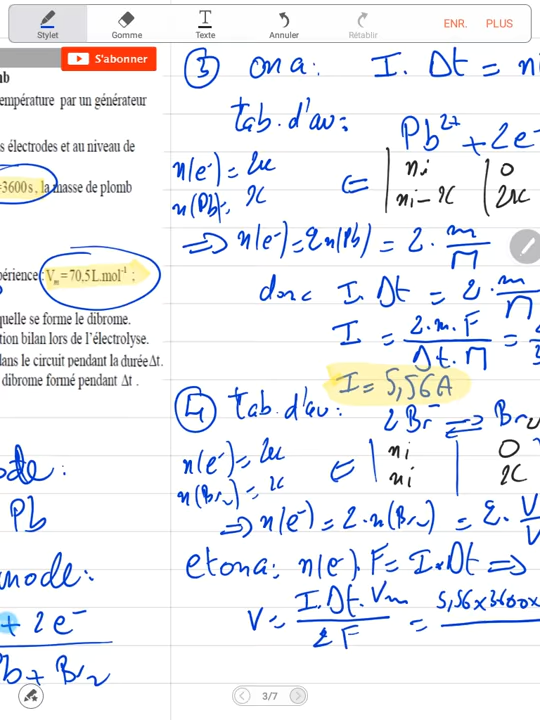 Stylet Gomme Texte Annuler Rétablir ENR. PLUS
S'abonner
mb
empérature par un générateur
s électrodes et au niveau de
=3600s, la masse de plomb
périence: Vm = 70,5 L.mol⁻¹ ;
quelle se forme le dibrome.
tion bilan lors de l'électrolyse.
dans le circuit pendant la durée Δt.
dibrome formé pendant Δt .
ode:
Pb
node:
+ 2e⁻
b + Br₂
③ on a: I. Δt = n
tab. d'av:
Pb²⁺ + 2e⁻
n(e⁻) = 2x
n(Pb) = x
⇐ | ni | 0
| ni - x | 2x
⇒ n(e⁻) = 2n(Pb) = 2. m/M
donc I. Δt = 2. m/M
I = 2.m.F / Δt.M =
I = 5,56A
④ tab. d'av:
2Br⁻ ⇌ Br₂
n(e⁻) = 2x
n(Br₂) = x
⇐ | ni | 0
| ni | x
⇒ n(e⁻) = 2. n(Br₂) = 2. V/V
et on a: n(e⁻). F = I × Δt ⇒
V = I. Δt. Vm / 2F = 5,56×3600×
3/7